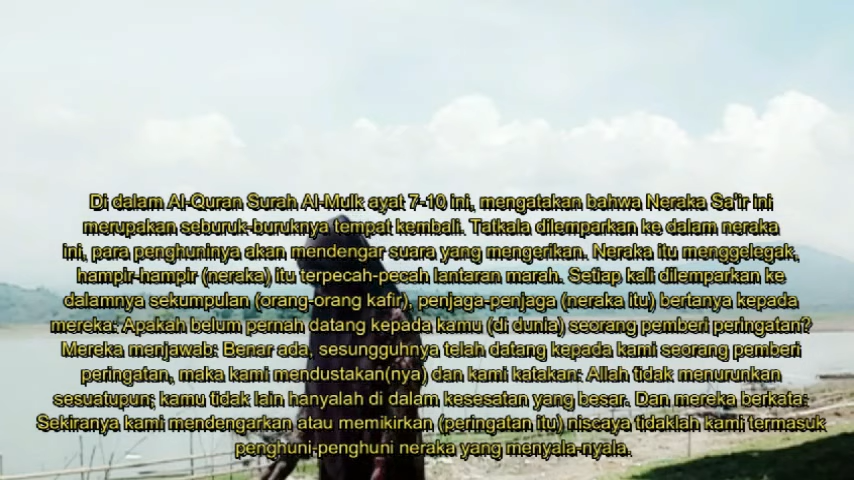 Di dalam Al-Quran Surah Al-Mulk ayat 7-10 ini, mengatakan bahwa Neraka Sa'ir ini
merupakan seburuk-buruknya tempat kembali. Tatkala dilemparkan ke dalam neraka
ini, para penghuninya akan mendengar suara yang mengerikan. Neraka itu menggelegak,
hampir-hampir (neraka) itu terpecah-pecah lantaran marah. Setiap kali dilemparkan ke
dalamnya sekumpulan (orang-orang kafir), penjaga-penjaga (neraka itu) bertanya kepada
mereka: Apakah belum pernah datang kepada kamu (di dunia) seorang pemberi peringatan?
Mereka menjawab: Benar ada, sesungguhnya telah datang kepada kami seorang pemberi
peringatan, maka kami mendustakan(nya) dan kami katakan: Allah tidak menurunkan
sesuatupun; kamu tidak lain hanyalah di dalam kesesatan yang besar. Dan mereka berkata:
Sekiranya kami mendengarkan atau memikirkan (peringatan itu) niscaya tidaklah kami termasuk
penghuni-penghuni neraka yang menyala-nyala.